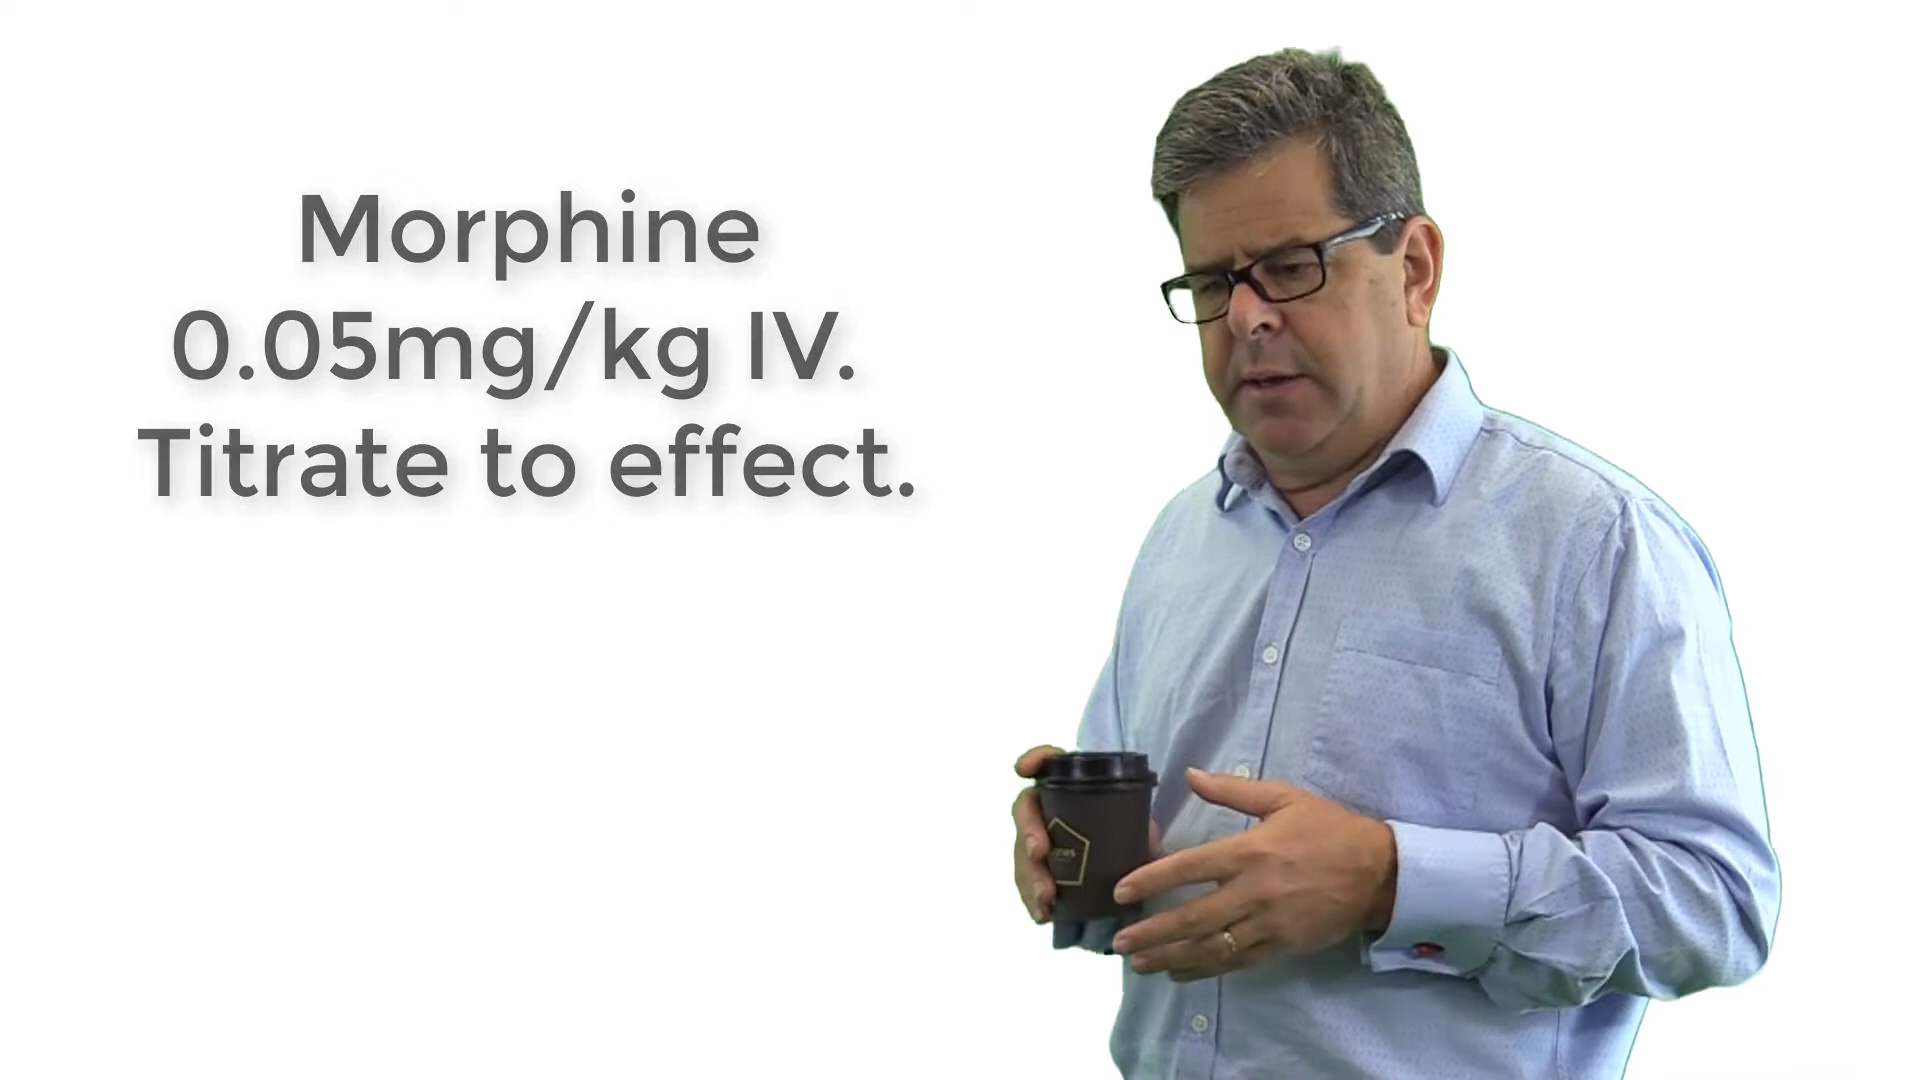 Morphine
0.05mg/kg IV.
Titrate to effect.